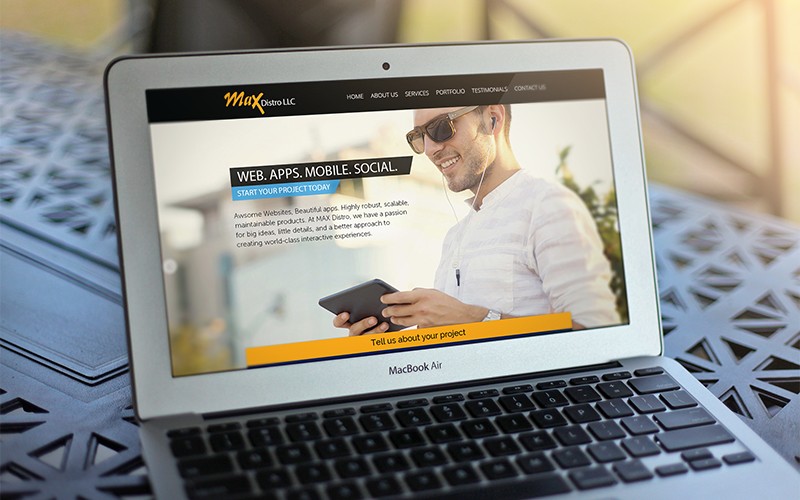 Max Distro LLC
HOME ABOUT US SERVICES PORTFOLIO TESTIMONIALS CONTACT US
WEB. APPS. MOBILE. SOCIAL.
START YOUR PROJECT TODAY
Awsome Websites, Beautiful apps. Highly robust, scalable,
maintainable products. At MAX Distro, we have a passion
for big ideas, little details, and a better approach to
creating world-class interactive experiences.
Tell us about your project
MacBook Air